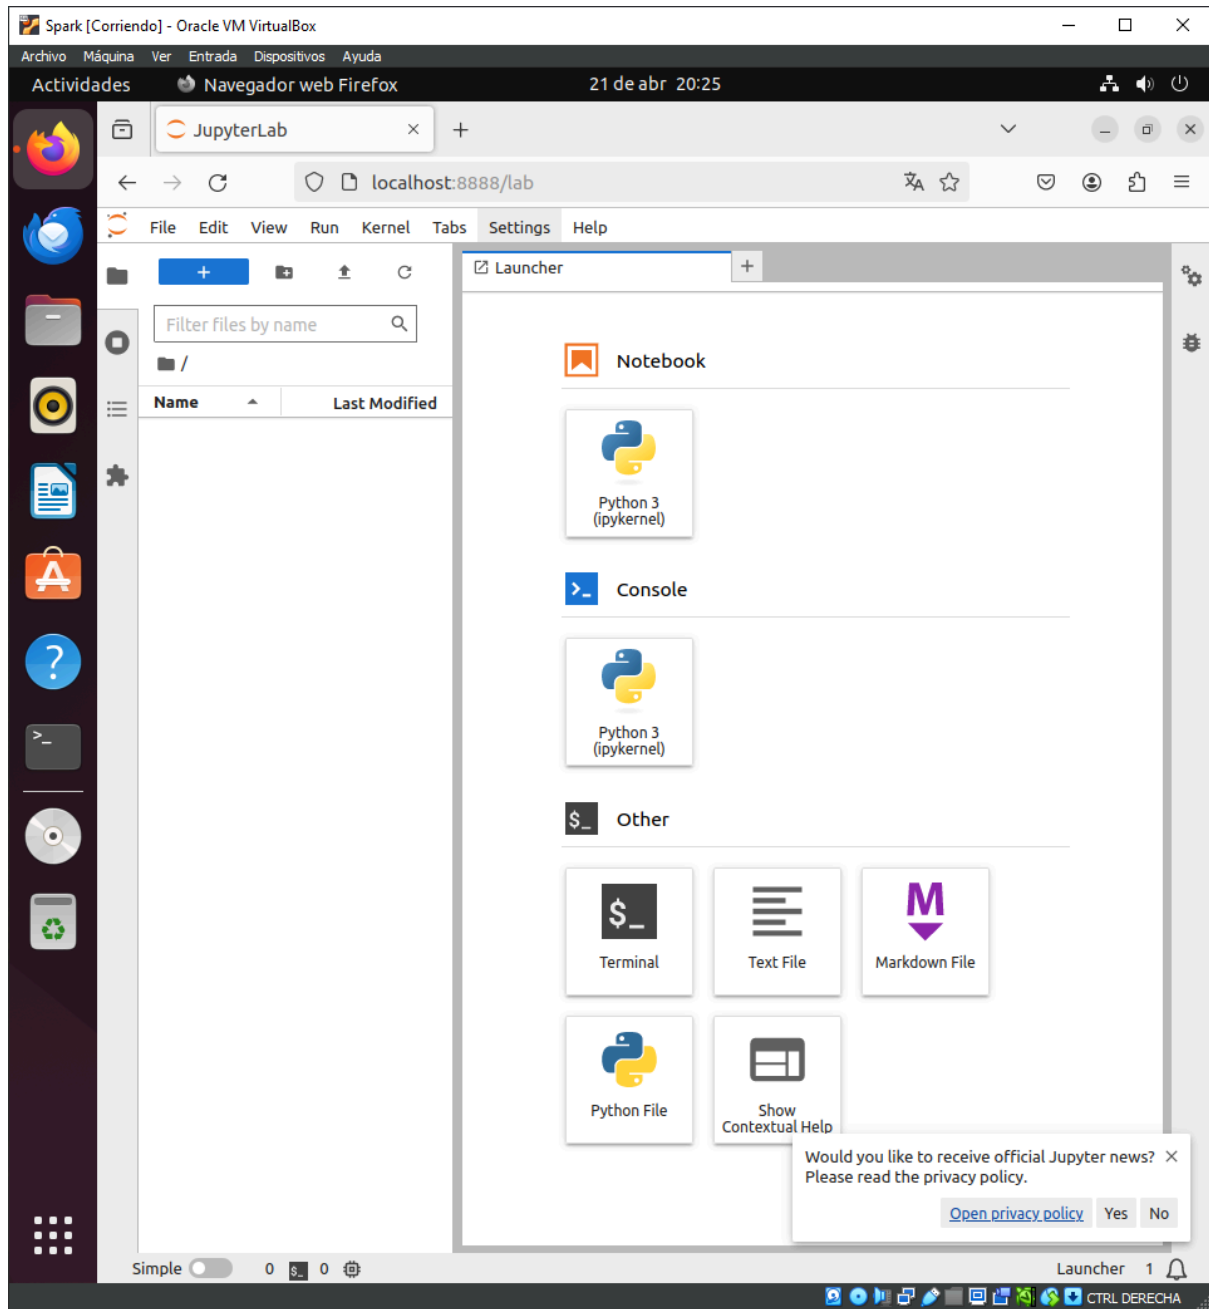 Spark [Corriendo] - Oracle VM VirtualBox
Archivo Máquina Ver Entrada Dispositivos Ayuda
Actividades Navegador web Firefox 21 de abr 20:25
JupyterLab
localhost:8888/lab
File Edit View Run Kernel Tabs Settings Help
Launcher
Filter files by name
/
Name Last Modified
Notebook
Python 3
(ipykernel)
Console
Python 3
(ipykernel)
$_ Other
$_
Terminal Text File Markdown File
Python File Show
Contextual Help
Would you like to receive official Jupyter news?
Please read the privacy policy.
Open privacy policy Yes No
Simple 0 $_ 0 Launcher 1
CTRL DERECHA